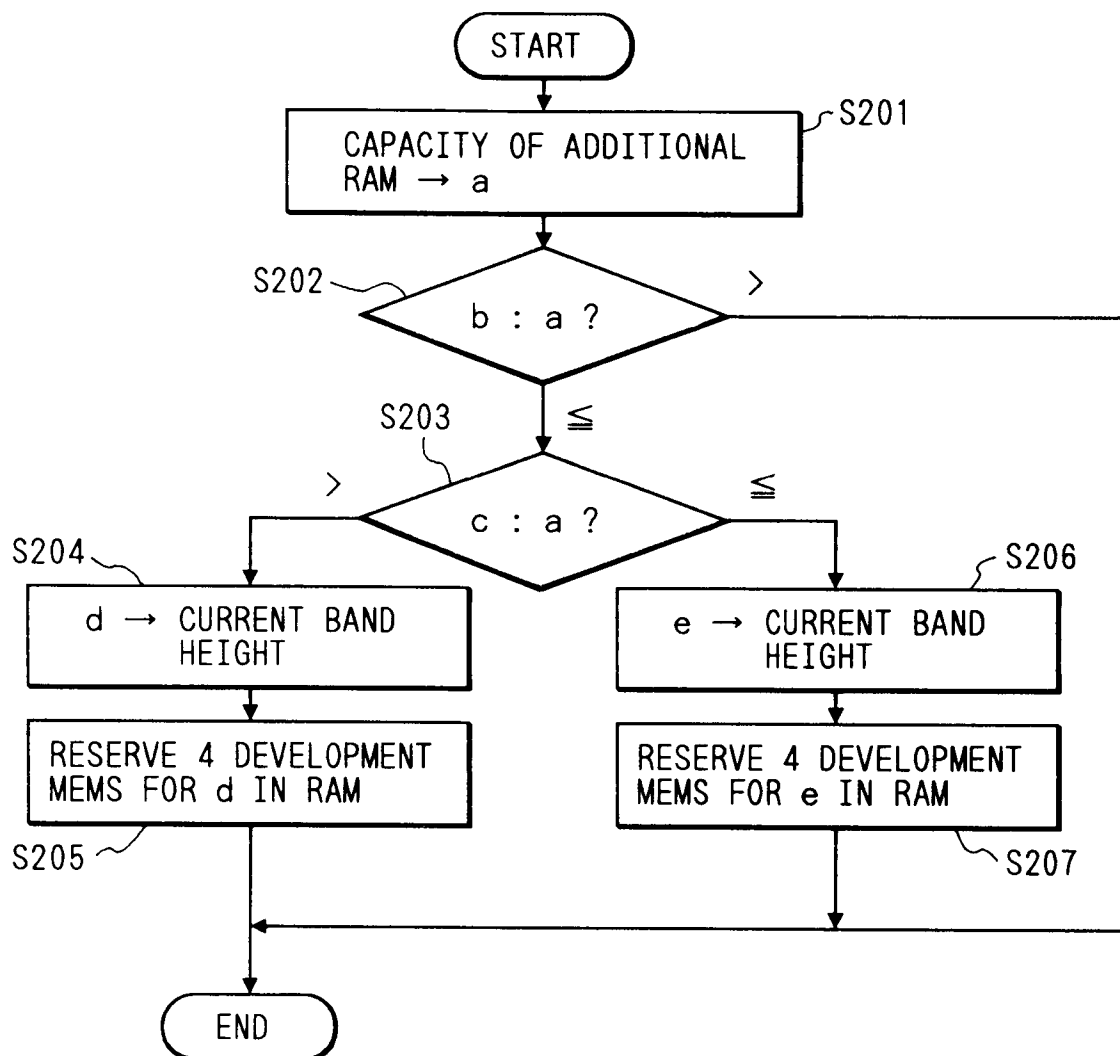 START
S201
CAPACITY OF ADDITIONAL
RAM → a
S202
b : a ?
>
≦
S203
c : a ?
>
≦
S204
d → CURRENT BAND
HEIGHT
S206
e → CURRENT BAND
HEIGHT
RESERVE 4 DEVELOPMENT
MEMS FOR d IN RAM
S205
RESERVE 4 DEVELOPMENT
MEMS FOR e IN RAM
S207
END